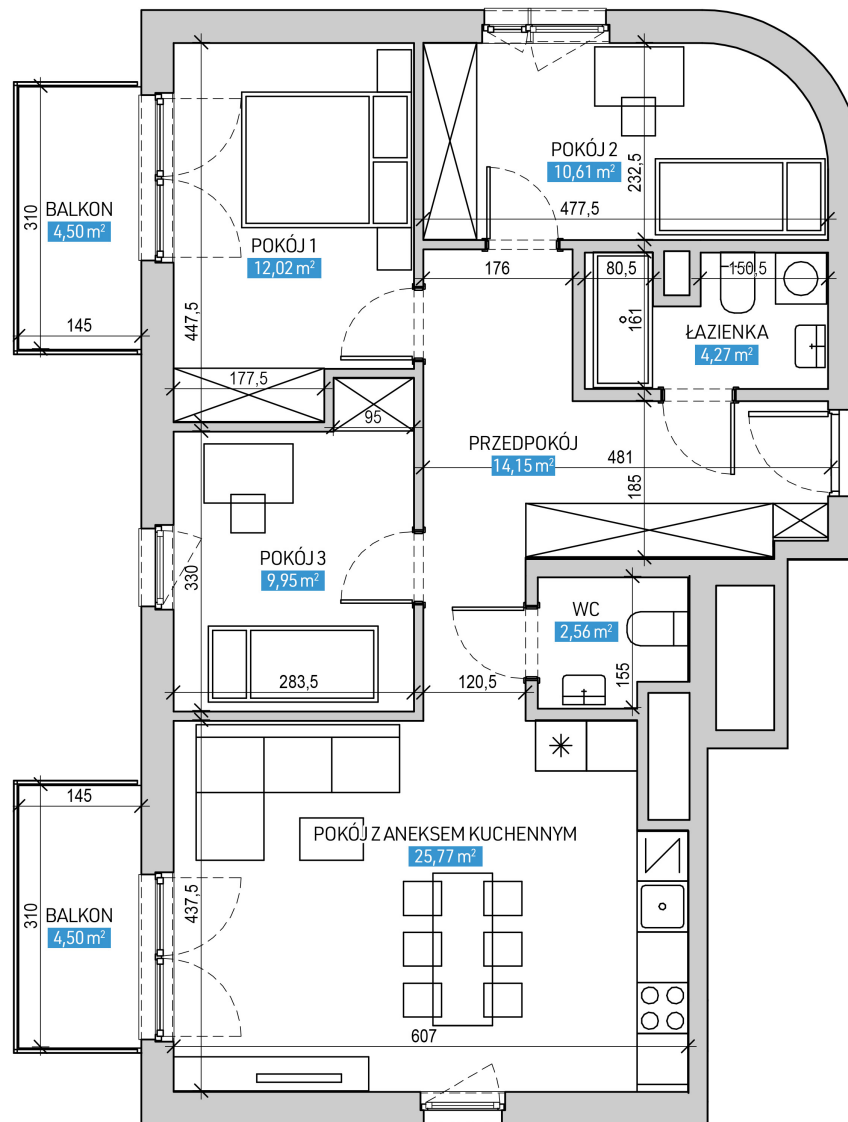 POKÓJ 2
10,61 m²
232,5
477,5
310
BALKON
4,50 m²
145
POKÓJ 1
12,02 m²
447,5
176
80,5
150,5
161
ŁAZIENKA
4,27 m²
177,5
95
PRZEDPOKÓJ
14,15 m²
481
185
POKÓJ 3
9,95 m²
330
283,5
120,5
WC
2,56 m²
155
145
310
BALKON
4,50 m²
POKÓJ Z ANEKSEM KUCHENNYM
25,77 m²
437,5
607